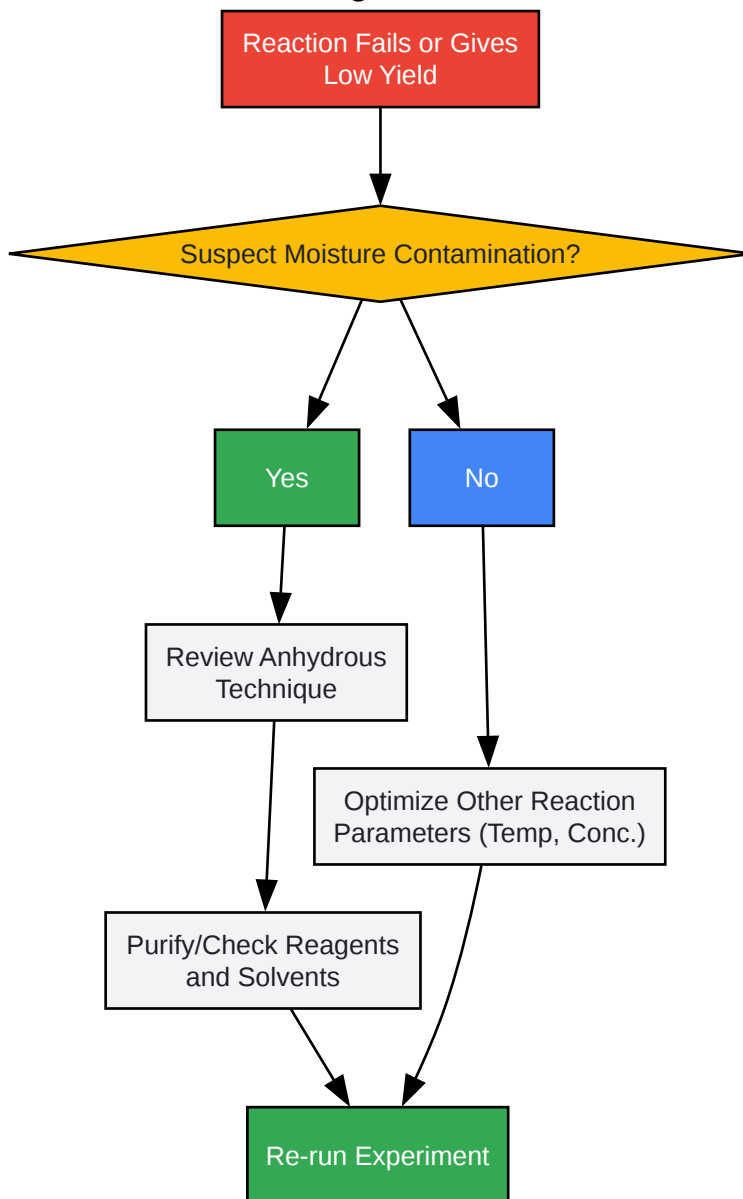 Reaction Fails or Gives
Low Yield
Suspect Moisture Contamination?
Yes
No
Review Anhydrous
Technique
Optimize Other Reaction
Parameters (Temp, Conc.)
Purify/Check Reagents
and Solvents
Re-run Experiment